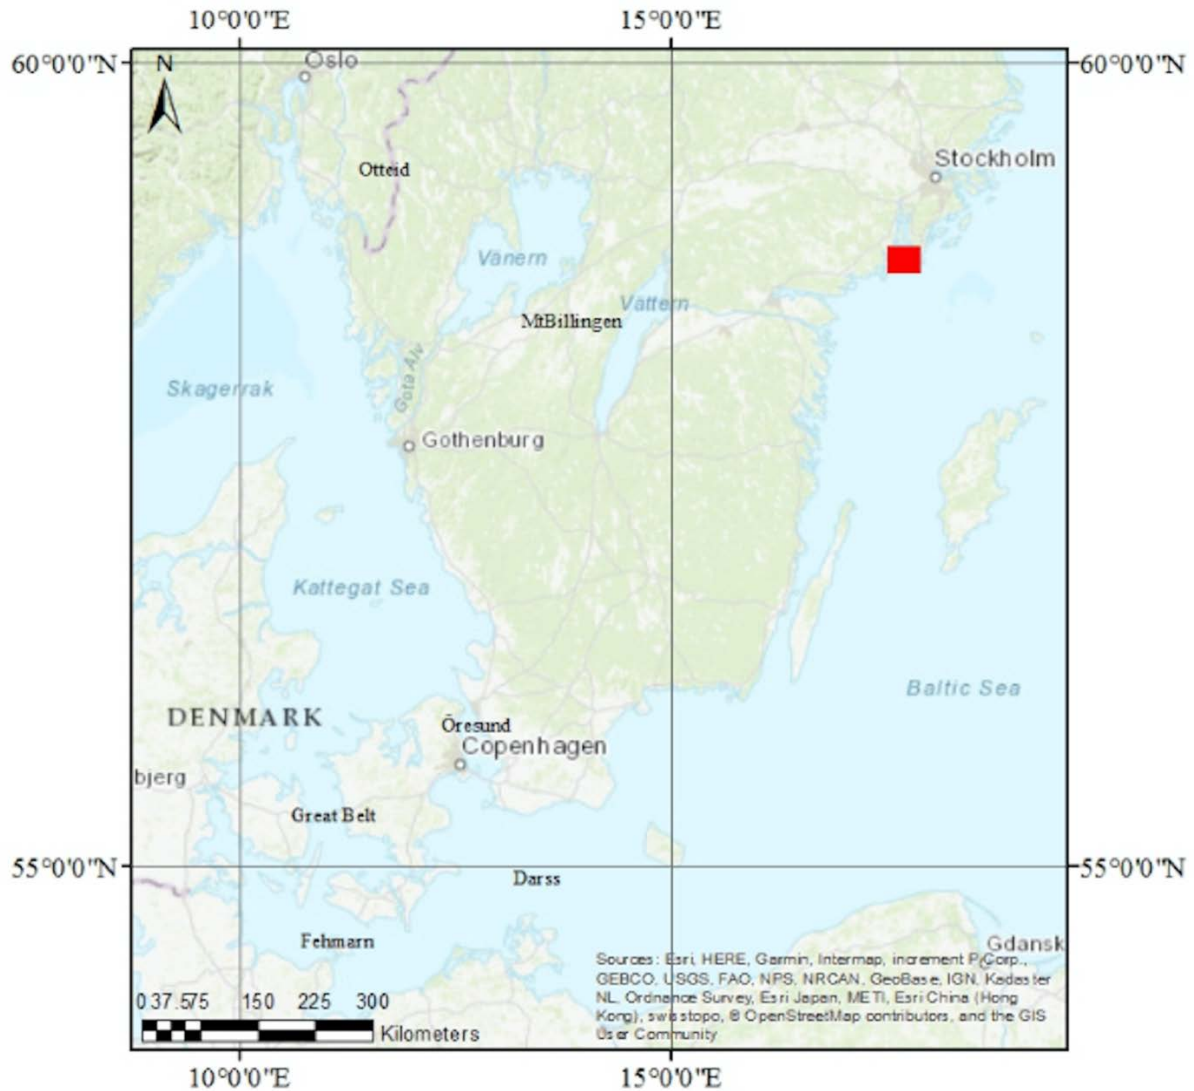 10°0'0"E 15°0'0"E
60°0'0"N 60°0'0"N
N
Oslo
Stockholm
Otteid
Vänern
Vättern
MtBillingen
Gota Alv
Skagerrak
Gothenburg
Kattegat Sea
Baltic Sea
DENMARK
Öresund
Copenhagen
bjerg
Great Belt
55°0'0"N 55°0'0"N
Darss
Fehmarn
Gdansk
Sources: Esri, HERE, Garmin, Intermap, increment P Corp.,
GEBCO, USGS, FAO, NPS, NRCAN, GeoBase, IGN, Kadaster
NL, Ordnance Survey, Esri Japan, METI, Esri China (Hong
Kong), swisstopo, © OpenStreetMap contributors, and the GIS
User Community
0 37.5 75 150 225 300
Kilometers
10°0'0"E 15°0'0"E